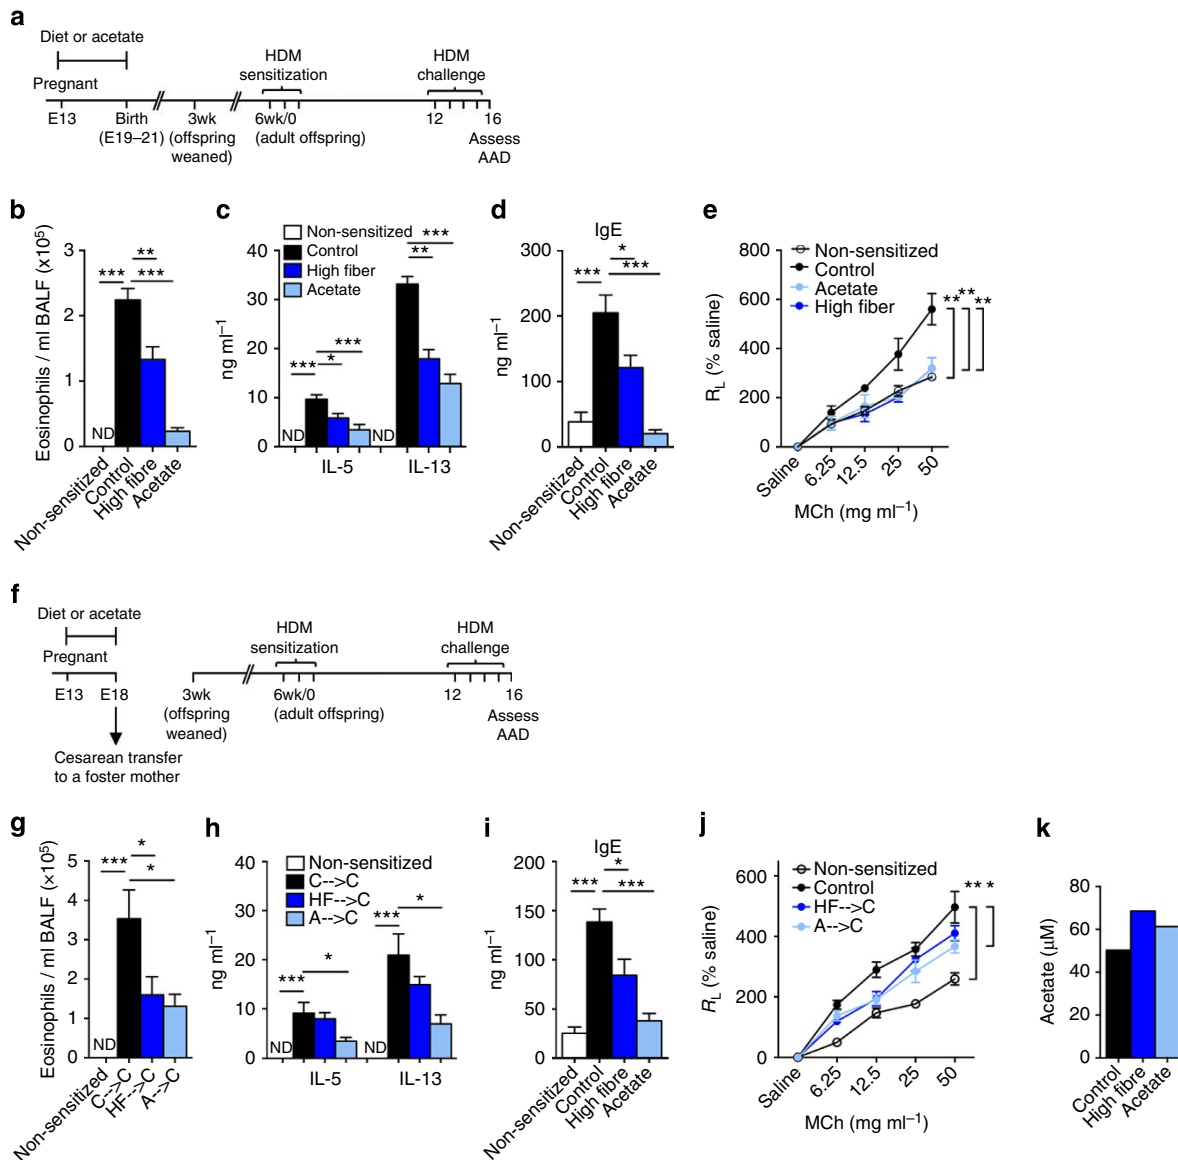 a
Diet or acetate
Pregnant
HDM
sensitization
HDM
challenge
E13
Birth
(E19–21)
3wk
(offspring
weaned)
6wk/0
(adult offspring)
12
16
Assess
AAD
b
Eosinophils / ml BALF (x10⁵)
3
2
1
0
***
**
***
ND
Non-sensitized
Control
High fibre
Acetate
c
ng ml⁻¹
40
30
20
10
0
Non-sensitized
Control
High fiber
Acetate
***
**
***
***
*
ND
ND
IL-5
IL-13
d
IgE
ng ml⁻¹
300
200
100
0
*
***
***
Non-sensitized
Control
High fibre
Acetate
e
R_L (% saline)
800
600
400
200
0
Non-sensitized
Control
Acetate
High fiber
**
**
**
Saline
6.25
12.5
25
50
MCh (mg ml⁻¹)
f
Diet or acetate
Pregnant
HDM
sensitization
HDM
challenge
E13
E18
3wk
(offspring
weaned)
6wk/0
(adult offspring)
12
16
Assess
AAD
Cesarean transfer
to a foster mother
g
Eosinophils / ml BALF (×10⁵)
5
4
3
2
1
0
*
***
*
ND
Non-sensitized
C-->C
HF-->C
A-->C
h
ng ml⁻¹
40
30
20
10
0
Non-sensitized
C-->C
HF-->C
A-->C
*
***
*
***
ND
ND
IL-5
IL-13
i
IgE
ng ml⁻¹
200
150
100
50
0
*
***
***
Non-sensitized
Control
High fibre
Acetate
j
R_L (% saline)
600
400
200
0
Non-sensitized
Control
HF-->C
A-->C
**
*
Saline
6.25
12.5
25
50
MCh (mg ml⁻¹)
k
Acetate (μM)
80
60
40
20
0
Control
High fibre
Acetate